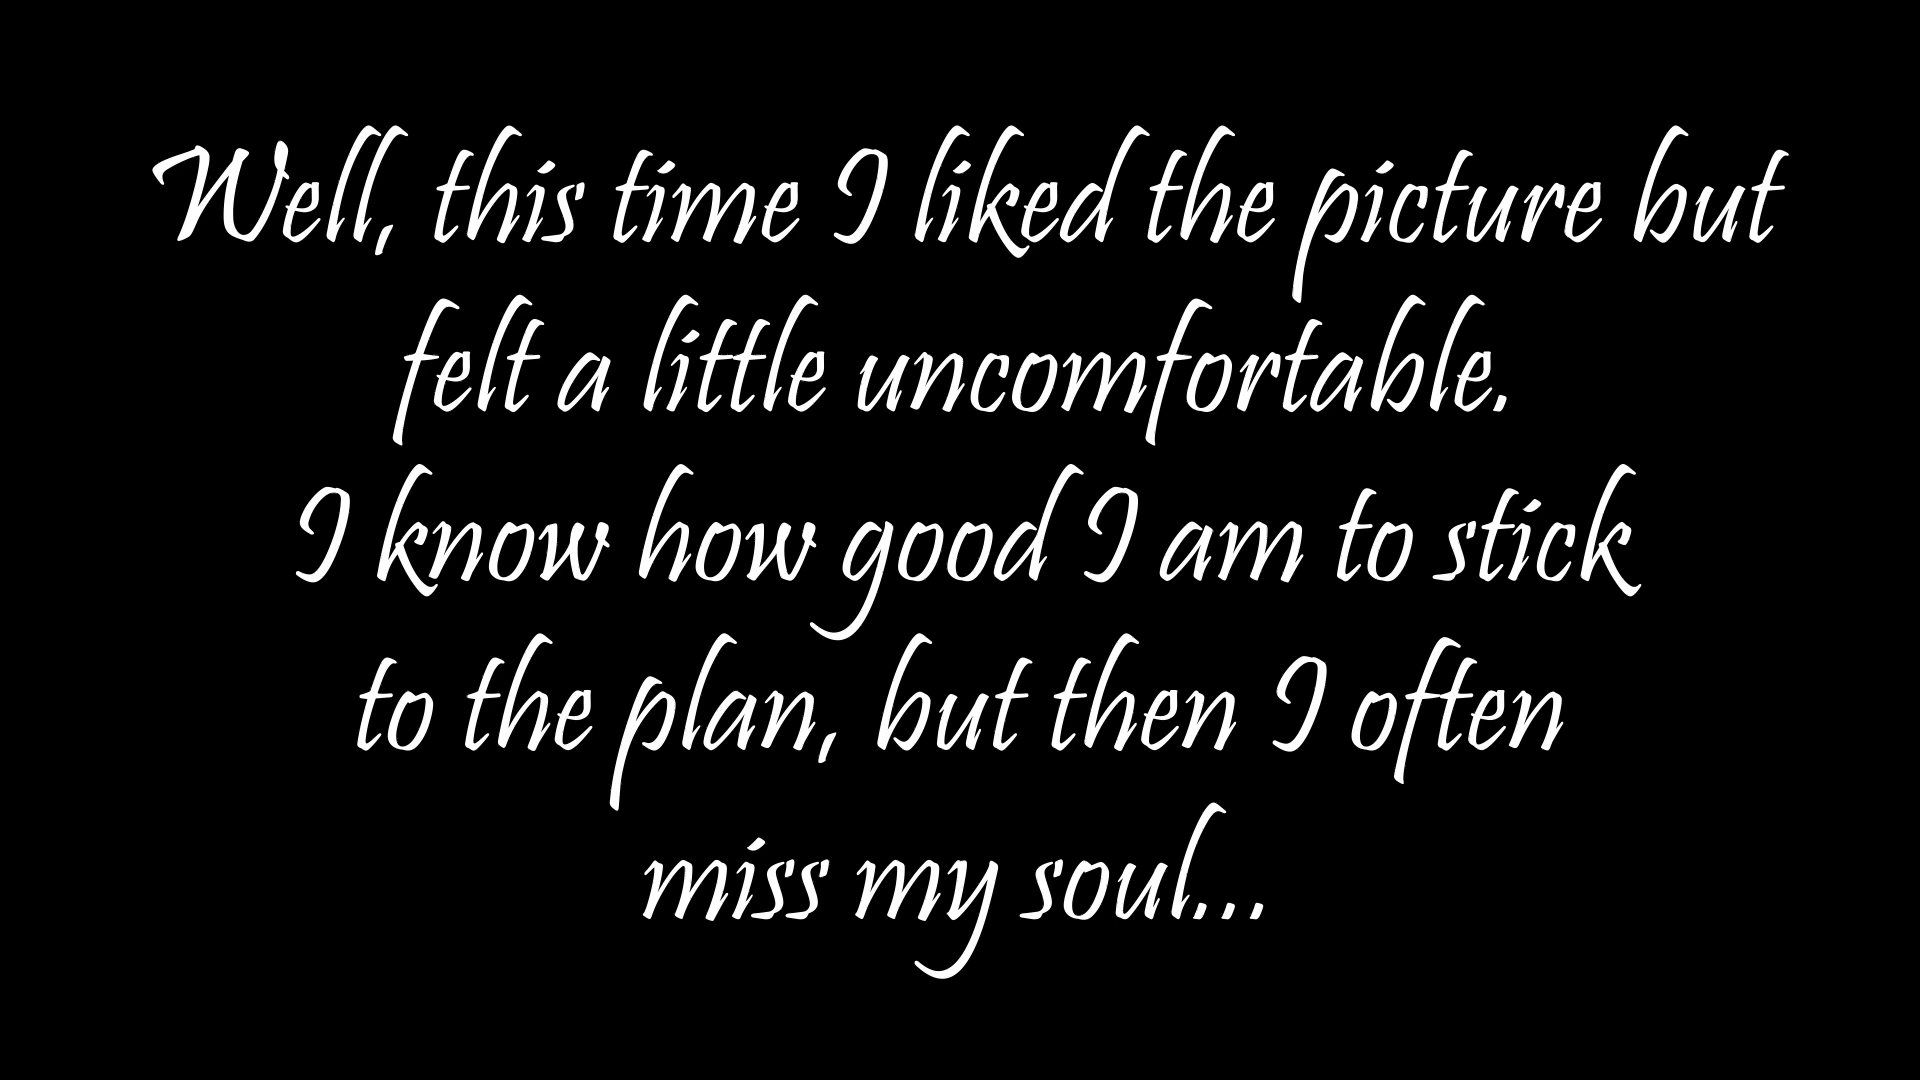 Well, this time I liked the picture but
felt a little uncomfortable.
I know how good I am to stick
to the plan, but then I often
miss my soul...